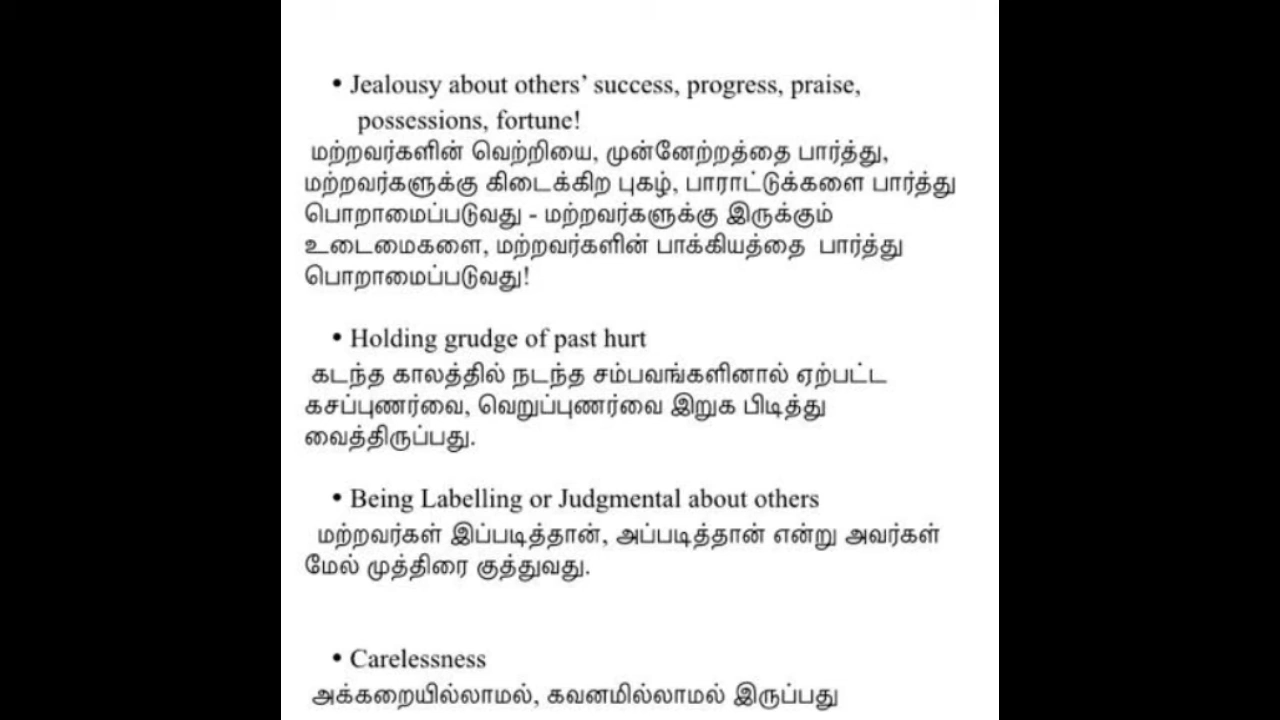 • Jealousy about others’ success, progress, praise,
possessions, fortune!
மற்றவர்களின் வெற்றியை, முன்னேற்றத்தை பார்த்து,
மற்றவர்களுக்கு கிடைக்கிற புகழ், பாராட்டுக்களை பார்த்து
பொறாமைப்படுவது - மற்றவர்களுக்கு இருக்கும்
உடைமைகளை, மற்றவர்களின் பாக்கியத்தை பார்த்து
பொறாமைப்படுவது!
• Holding grudge of past hurt
கடந்த காலத்தில் நடந்த சம்பவங்களினால் ஏற்பட்ட
கசப்புணர்வை, வெறுப்புணர்வை இறுக பிடித்து
வைத்திருப்பது.
• Being Labelling or Judgmental about others
மற்றவர்கள் இப்படித்தான், அப்படித்தான் என்று அவர்கள்
மேல் முத்திரை குத்துவது.
• Carelessness
அக்கறையில்லாமல், கவனமில்லாமல் இருப்பது